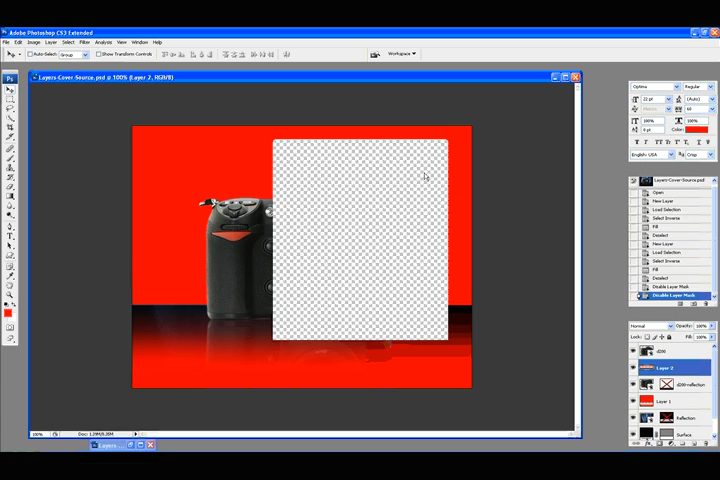 Adobe Photoshop CS3 Extended
File Edit Image Layer Select Filter Analysis View Window Help
Auto-Select: Group Show Transform Controls Workspace
Ps
Layers-Cover-Source.psd @ 100% (Layer 2, RGB/8)
Optima Regular
22 pt (Auto)
Metrics 60
100% 100%
0 pt Color:
T T TT
English: USA Crisp
Layers-Cover-Source.psd
Open
New Layer
Load Selection
Select Inverse
Fill
Deselect
New Layer
Load Selection
Select Inverse
Fill
Deselect
Disable Layer Mask
Disable Layer Mask
Normal Opacity: 100%
Lock: Fill: 100%
d200
Layer 2
d200-reflection
Layer 1
Reflection
Surface
100%
Layers-...